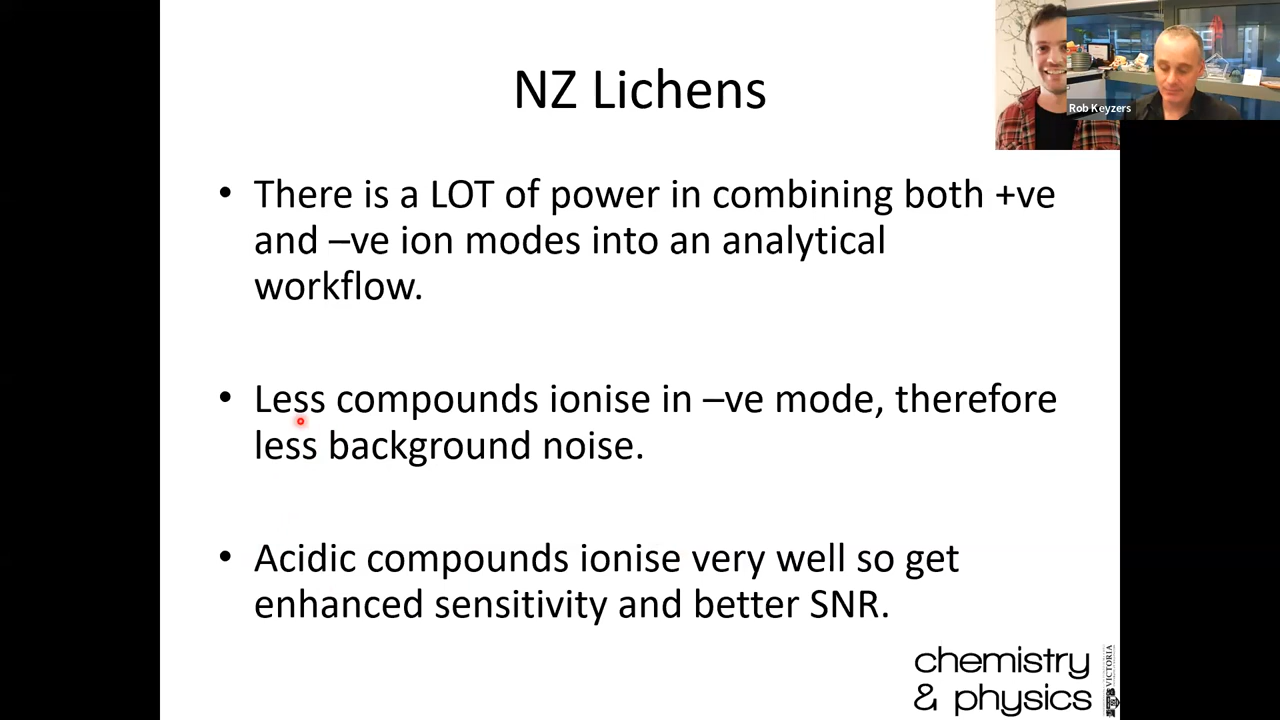 NZ Lichens
Rob Keyzers
• There is a LOT of power in combining both +ve
and –ve ion modes into an analytical
workflow.
• Less compounds ionise in –ve mode, therefore
less background noise.
• Acidic compounds ionise very well so get
enhanced sensitivity and better SNR.
chemistry
& physics
VICTORIA